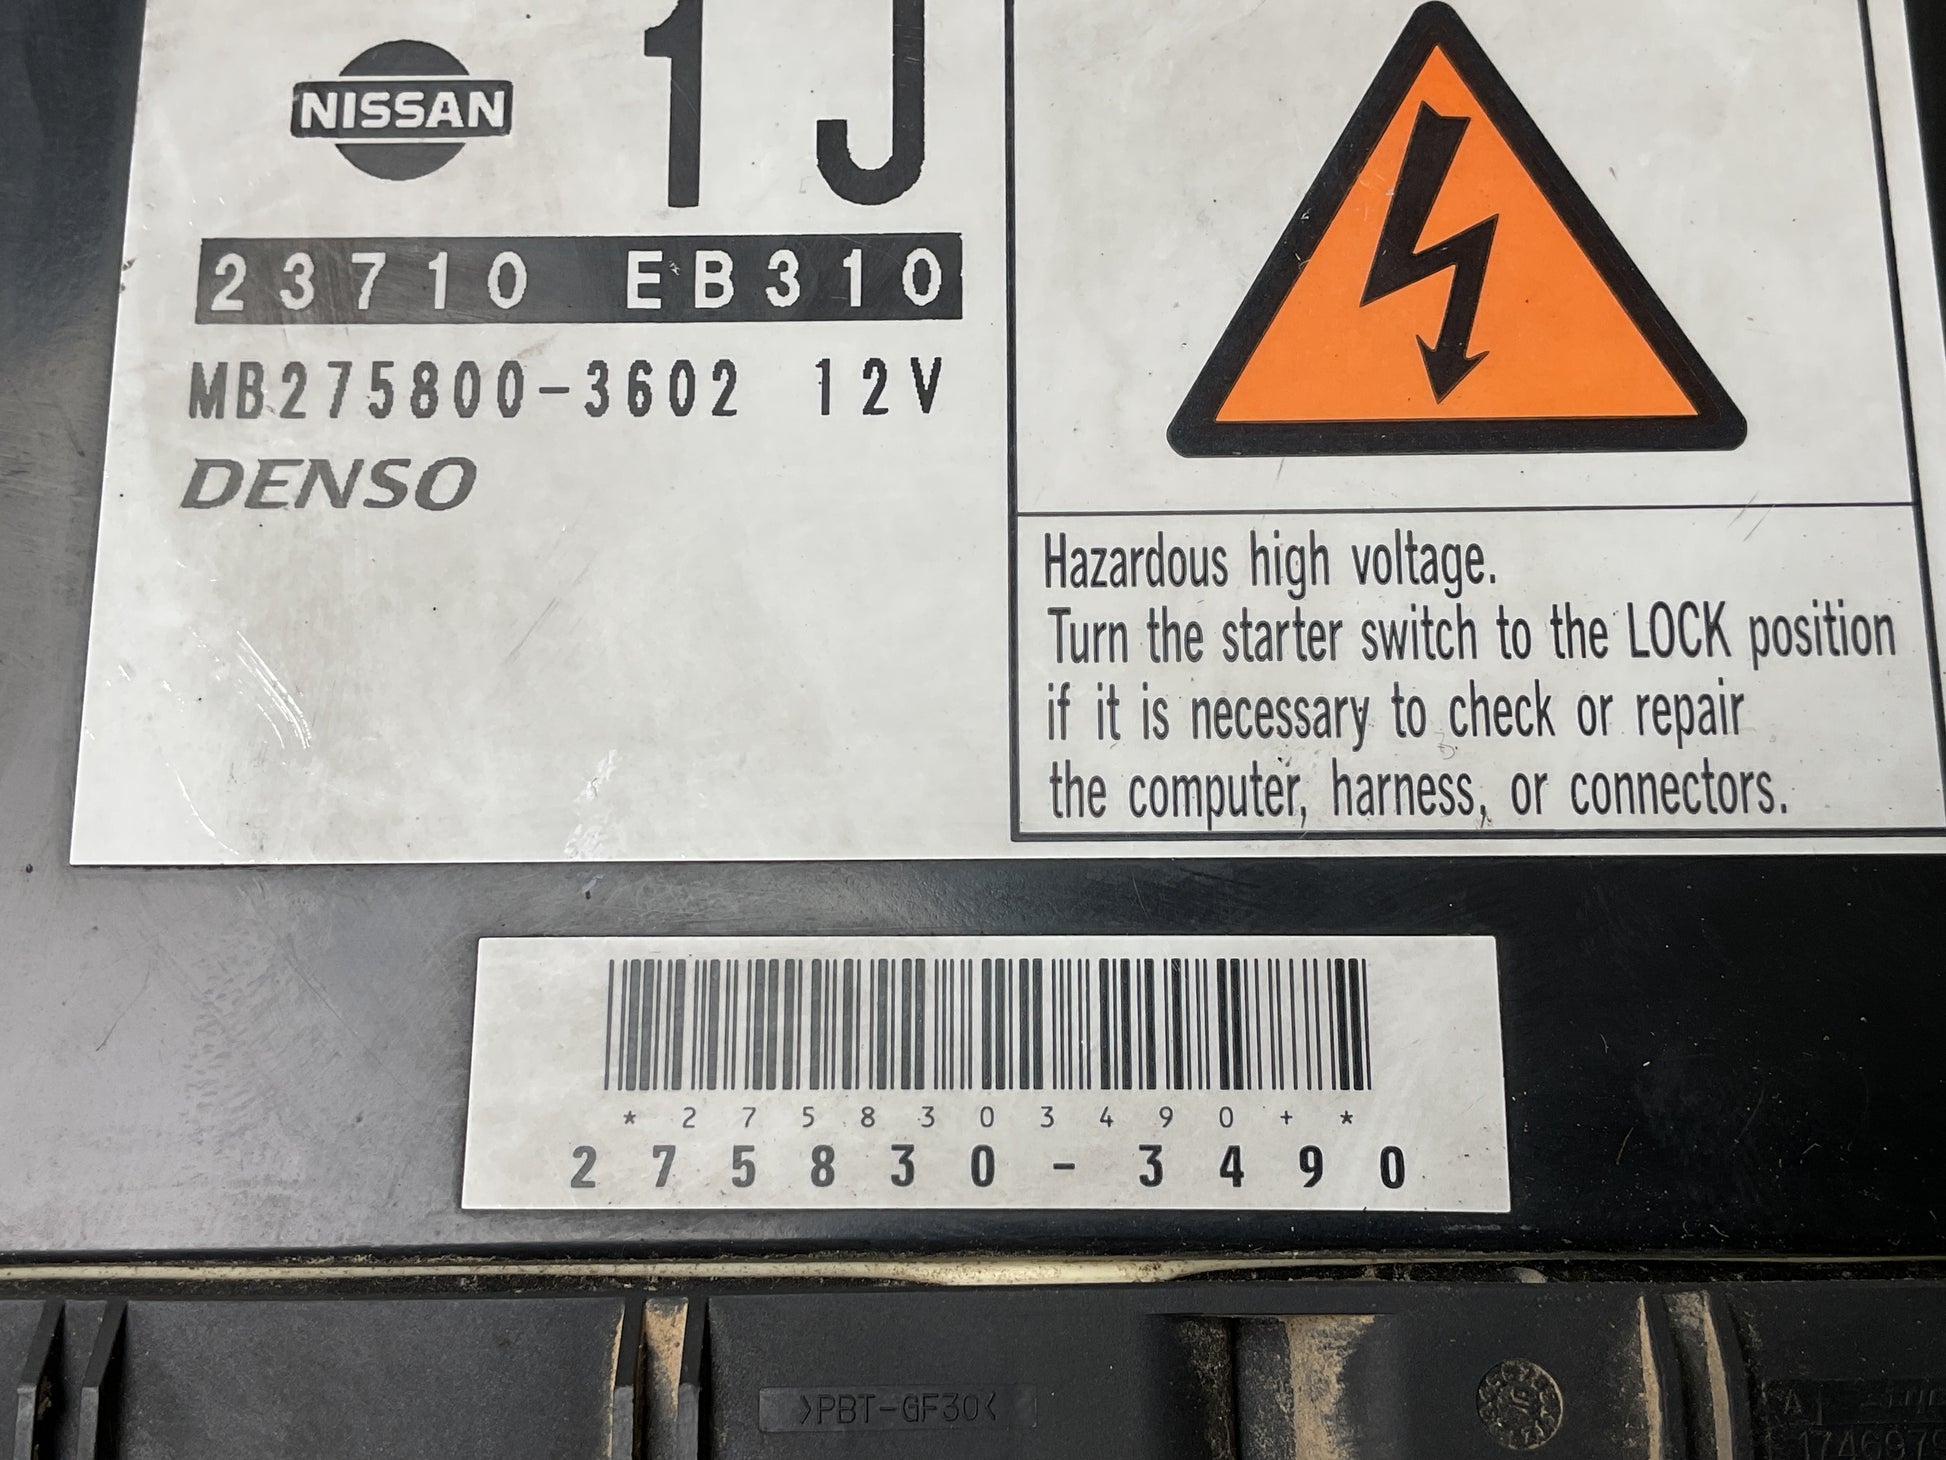 NISSAN 1J
23710 EB310
MB275800-3602 12V
DENSO
Hazardous high voltage.
Turn the starter switch to the LOCK position
if it is necessary to check or repair
the computer, harness, or connectors.
*2758303490+*
275830-3490
>PBT-GF30<